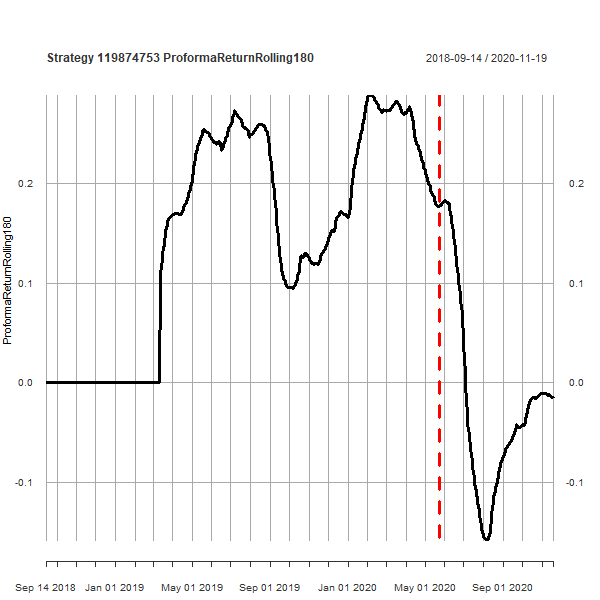 Strategy 119874753 ProformaReturnRolling180
2018-09-14 / 2020-11-19
ProformaReturnRolling180
0.2
0.2
0.1
0.1
0.0
0.0
-0.1
-0.1
Sep 14 2018
Jan 01 2019
May 01 2019
Sep 01 2019
Jan 01 2020
May 01 2020
Sep 01 2020